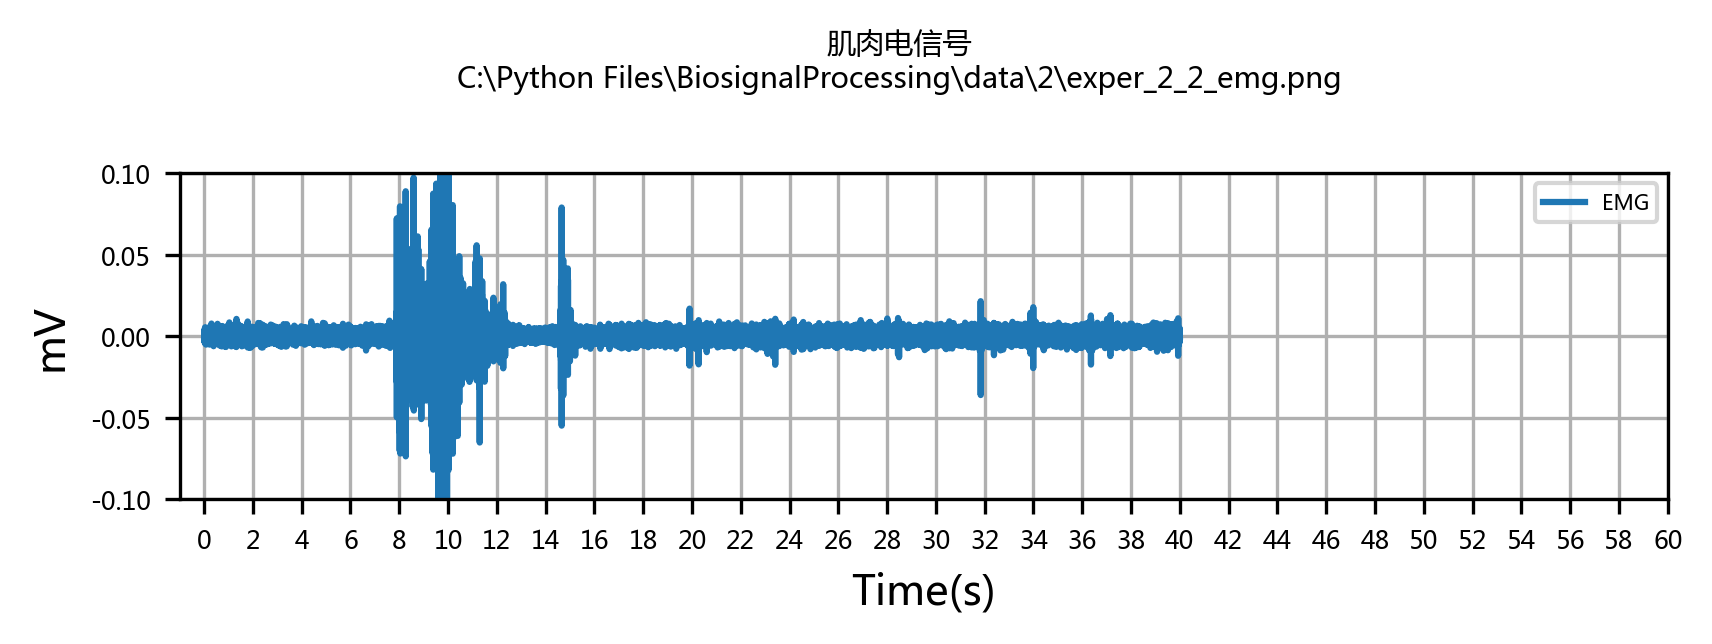 肌肉电信号
C:\Python Files\BiosignalProcessing\data\2\exper_2_2_emg.png
0.10
0.05
0.00
-0.05
-0.10
mV
EMG
0 2 4 6 8 10 12 14 16 18 20 22 24 26 28 30 32 34 36 38 40 42 44 46 48 50 52 54 56 58 60
Time(s)